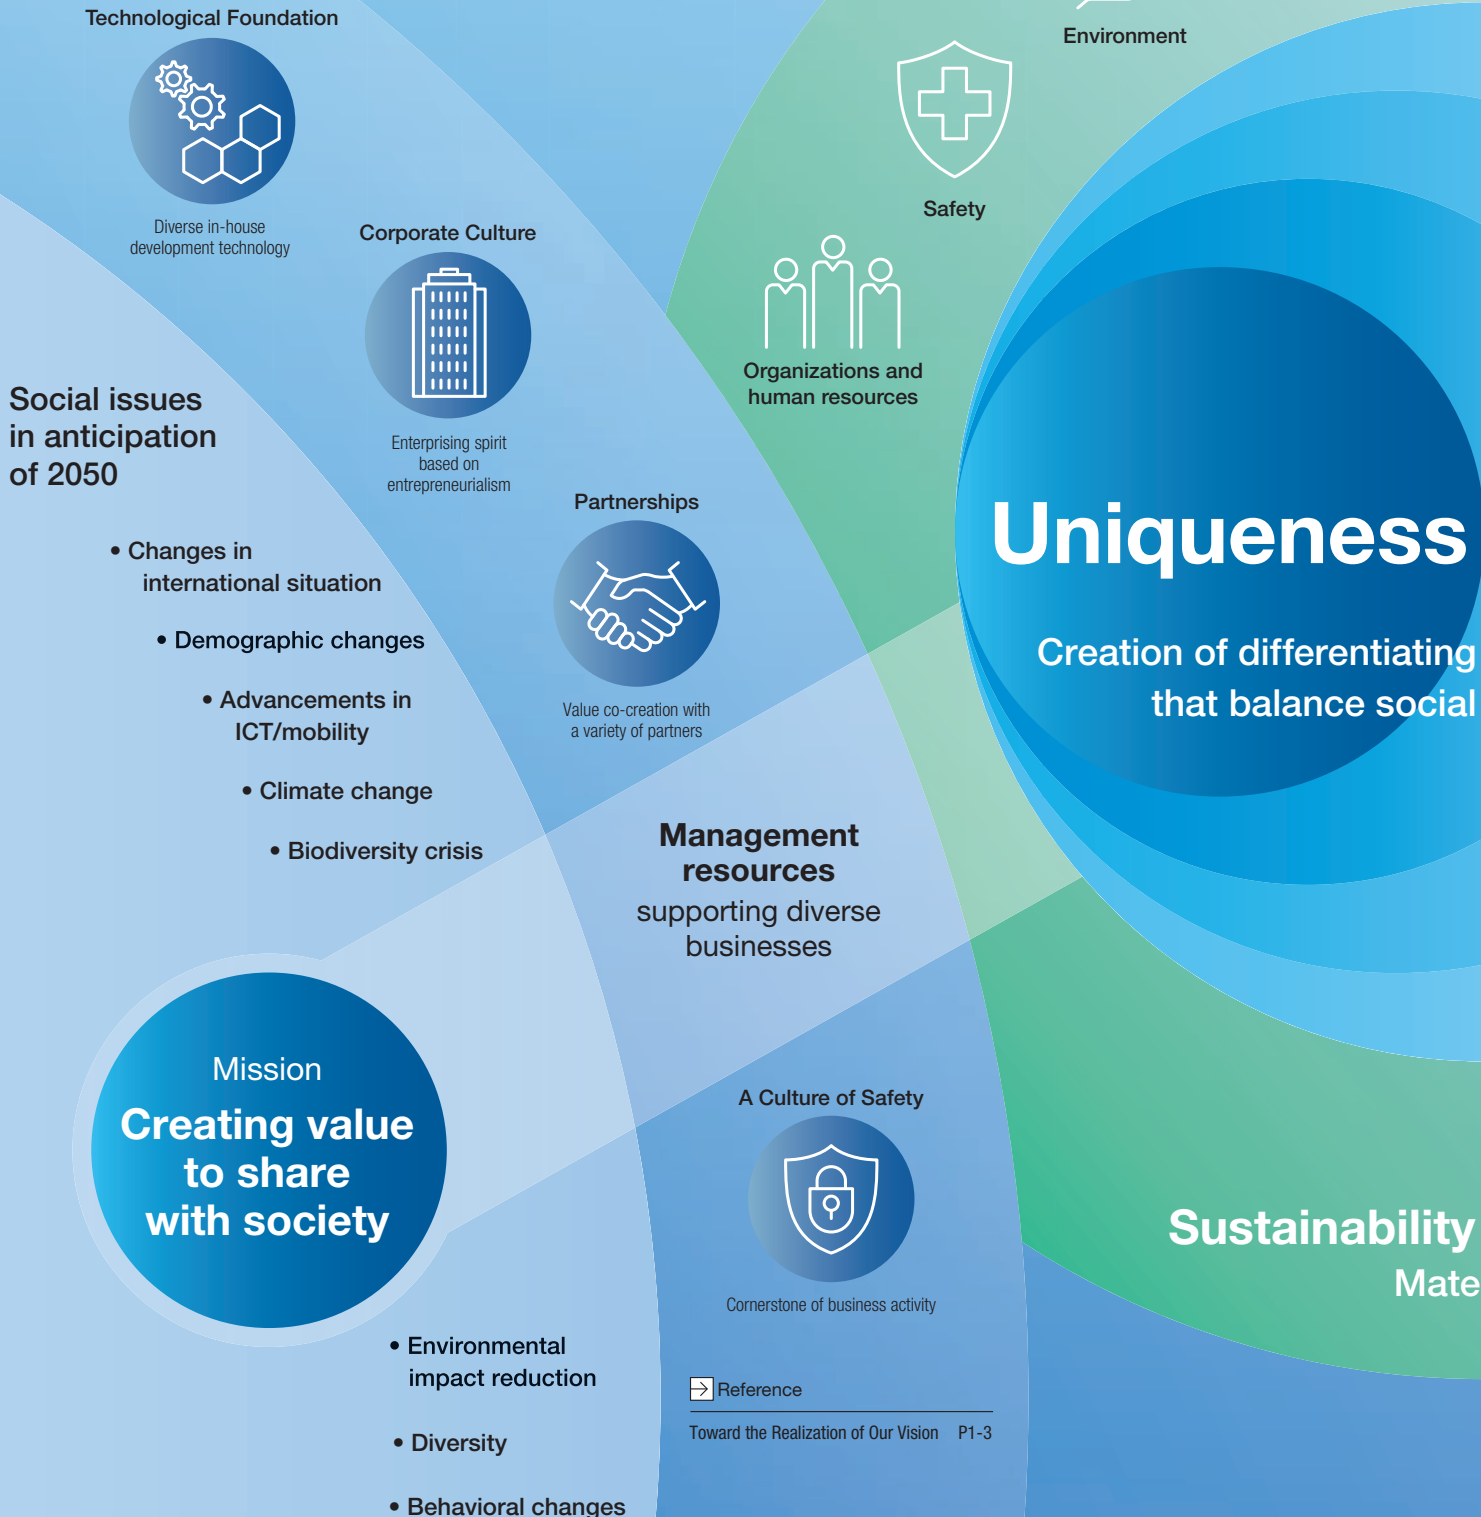 Technological Foundation
Diverse in-house
development technology
Corporate Culture
Enterprising spirit
based on
entrepreneurialism
Partnerships
Value co-creation with
a variety of partners
Environment
Safety
Organizations and
human resources
Social issues
in anticipation
of 2050
• Changes in
international situation
• Demographic changes
• Advancements in
ICT/mobility
• Climate change
• Biodiversity crisis
Uniqueness
Creation of differentiating
that balance social
Management
resources
supporting diverse
businesses
Mission
Creating value
to share
with society
A Culture of Safety
Cornerstone of business activity
Sustainability
Mate
• Environmental
impact reduction
• Diversity
• Behavioral changes
Reference
Toward the Realization of Our Vision P1-3